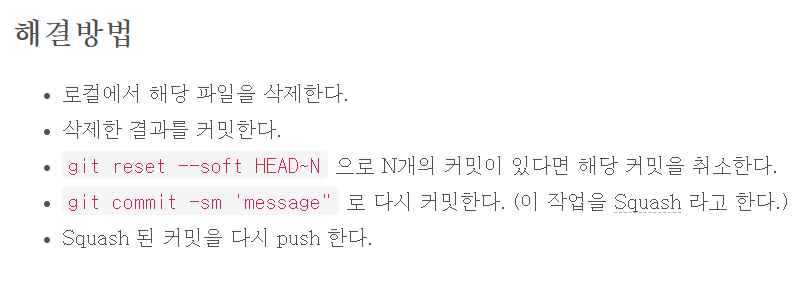 해결방법
• 로컬에서 해당 파일을 삭제한다.
• 삭제한 결과를 커밋한다.
• git reset --soft HEAD~N 으로 N개의 커밋이 있다면 해당 커밋을 취소한다.
• git commit -sm 'message" 로 다시 커밋한다. (이 작업을 Squash 라고 한다.)
• Squash 된 커밋을 다시 push 한다.